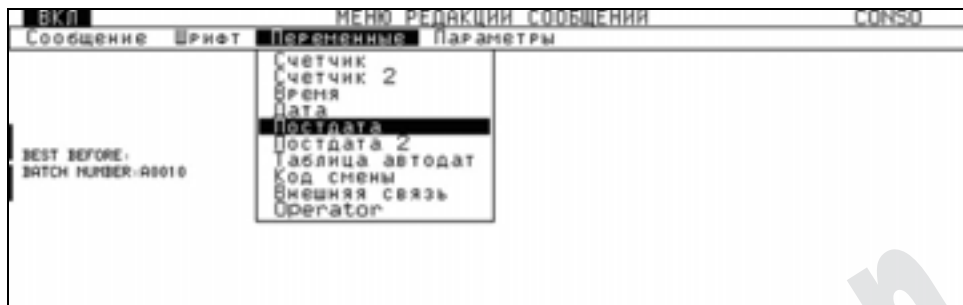 ВКЛ МЕНЮ РЕДАКЦИИ СООБЩЕНИЯ CONSO
Сообщение Шрифт Переменные Параметры
Счетчик
Счетчик 2
Время
Дата
Постдата
Постдата 2
Таблица автодат
Код смены
Внешняя связь
Operator
BEST BEFORE:
BATCH NUMBER:A0010